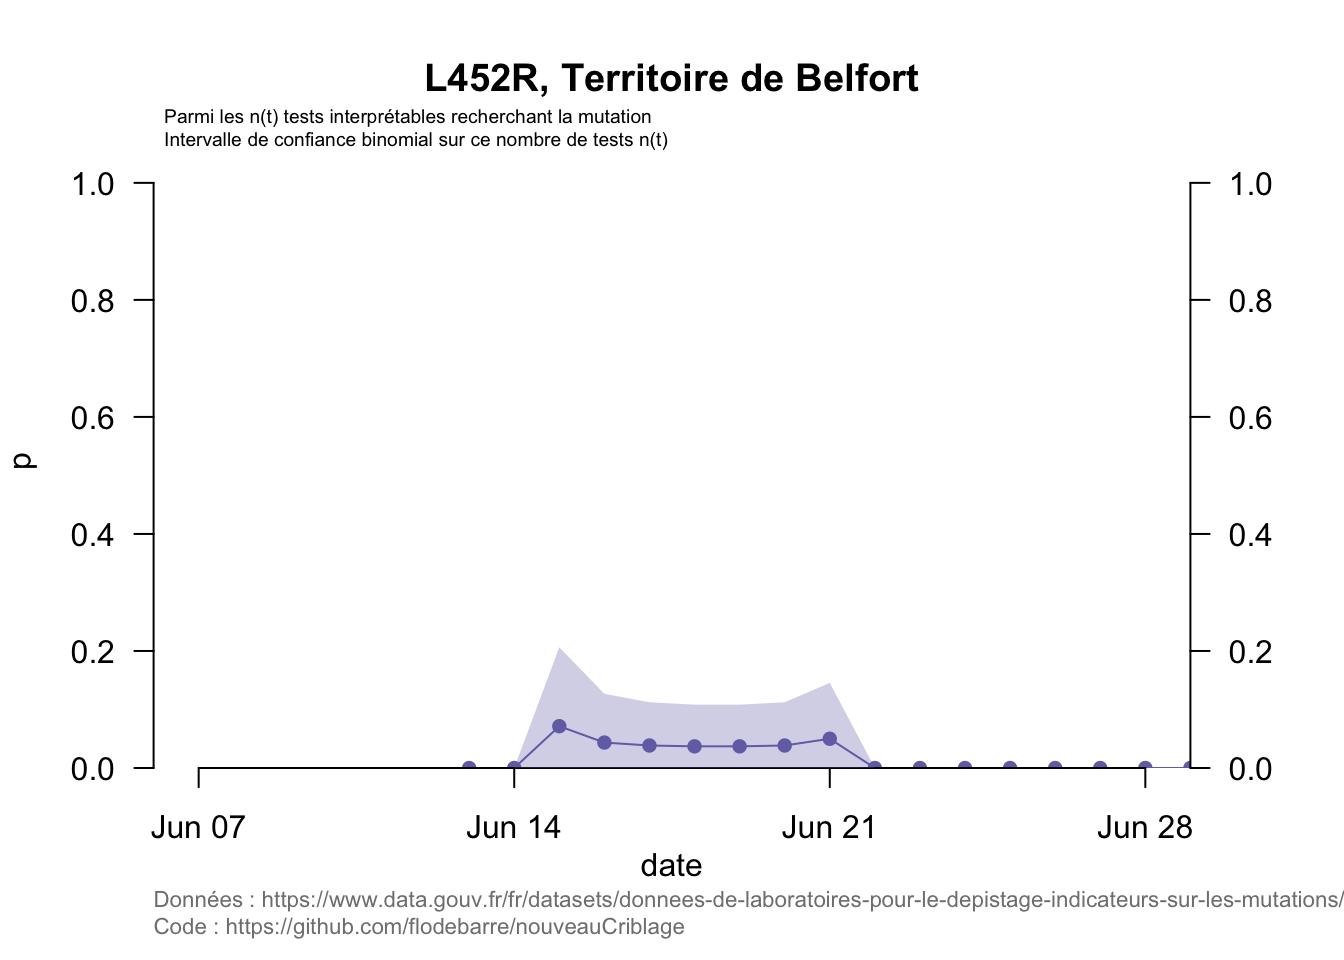 L452R, Territoire de Belfort
Parmi les n(t) tests interprétables recherchant la mutation
Intervalle de confiance binomial sur ce nombre de tests n(t)
1.0
0.8
0.6
0.4
0.2
0.0
p
1.0
0.8
0.6
0.4
0.2
0.0
Jun 07 Jun 14 Jun 21 Jun 28
date
Données : https://www.data.gouv.fr/fr/datasets/donnees-de-laboratoires-pour-le-depistage-indicateurs-sur-les-mutations/
Code : https://github.com/flodebarre/nouveauCriblage